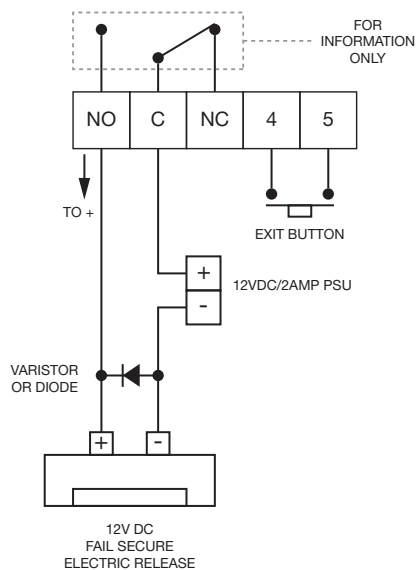 FOR
INFORMATION
ONLY
NO C NC 4 5
TO +
EXIT BUTTON
+
12VDC/2AMP PSU
-
VARISTOR
OR DIODE
+ -
12V DC
FAIL SECURE
ELECTRIC RELEASE